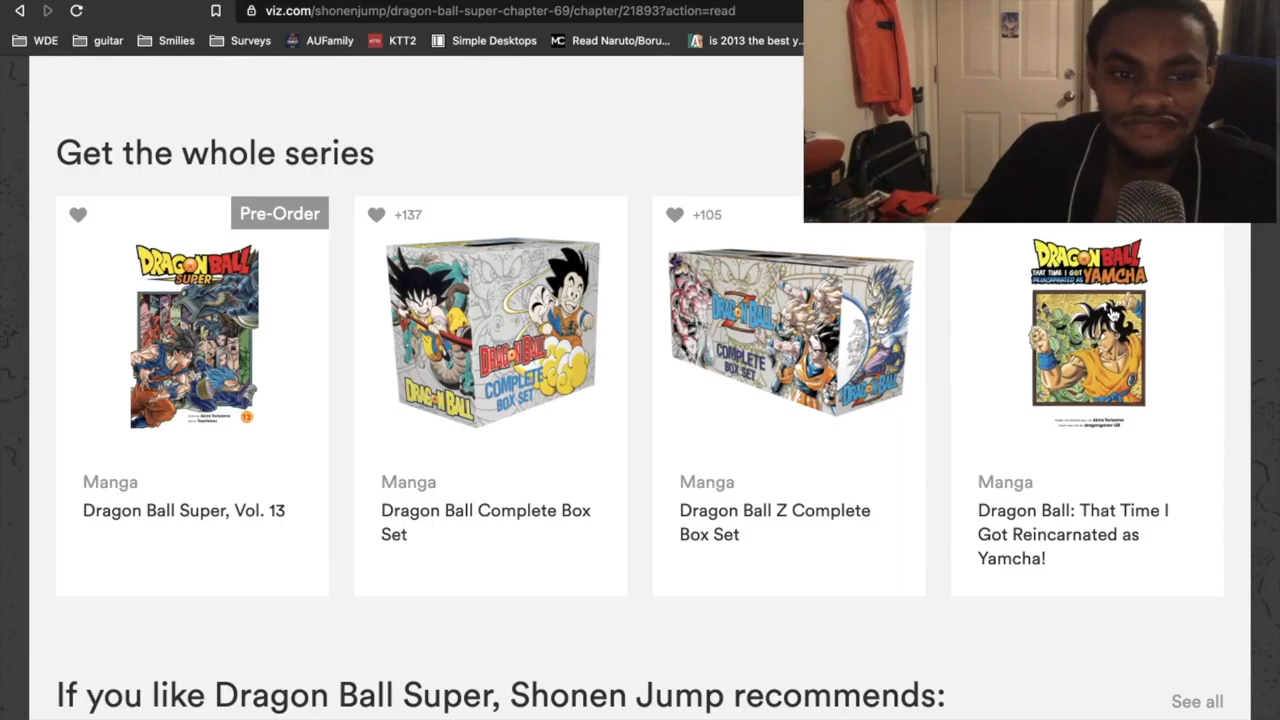 viz.com/shonenjump/dragon-ball-super-chapter-69/chapter/21893?action=read
WDE guitar Smilies Surveys IUFamily KTT2 Simple Desktops Read Naruto/Boru... is 2013 the best y...
Get the whole series
Pre-Order
+137
+105
DRAGON BALL
SUPER
13
DRAGON BALL
DRAGON BALL
COMPLETE
BOX SET
DRAGON BALL Z
COMPLETE
BOX SET
DRAGON BALL
DRAGON BALL
THAT TIME I GOT
REINCARNATED AS YAMCHA
Manga
Dragon Ball Super, Vol. 13
Manga
Dragon Ball Complete Box
Set
Manga
Dragon Ball Z Complete
Box Set
Manga
Dragon Ball: That Time I
Got Reincarnated as
Yamcha!
If you like Dragon Ball Super, Shonen Jump recommends:
See all